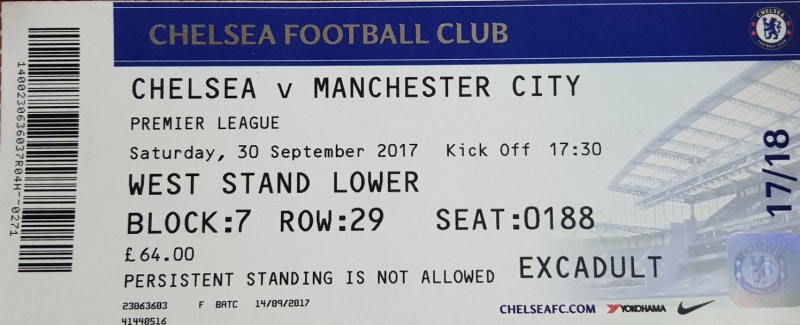 CHELSEA FOOTBALL CLUB
CHELSEA v MANCHESTER CITY
PREMIER LEAGUE
Saturday, 30 September 2017 Kick Off 17:30
WEST STAND LOWER
BLOCK:7 ROW:29 SEAT:0188
£64.00
EXCADULT
PERSISTENT STANDING IS NOT ALLOWED
23063603 F BATC 14/09/2017
41440516
CHELSEAFC.COM YOKOHAMA
17/18
1400230636037R04H--0271